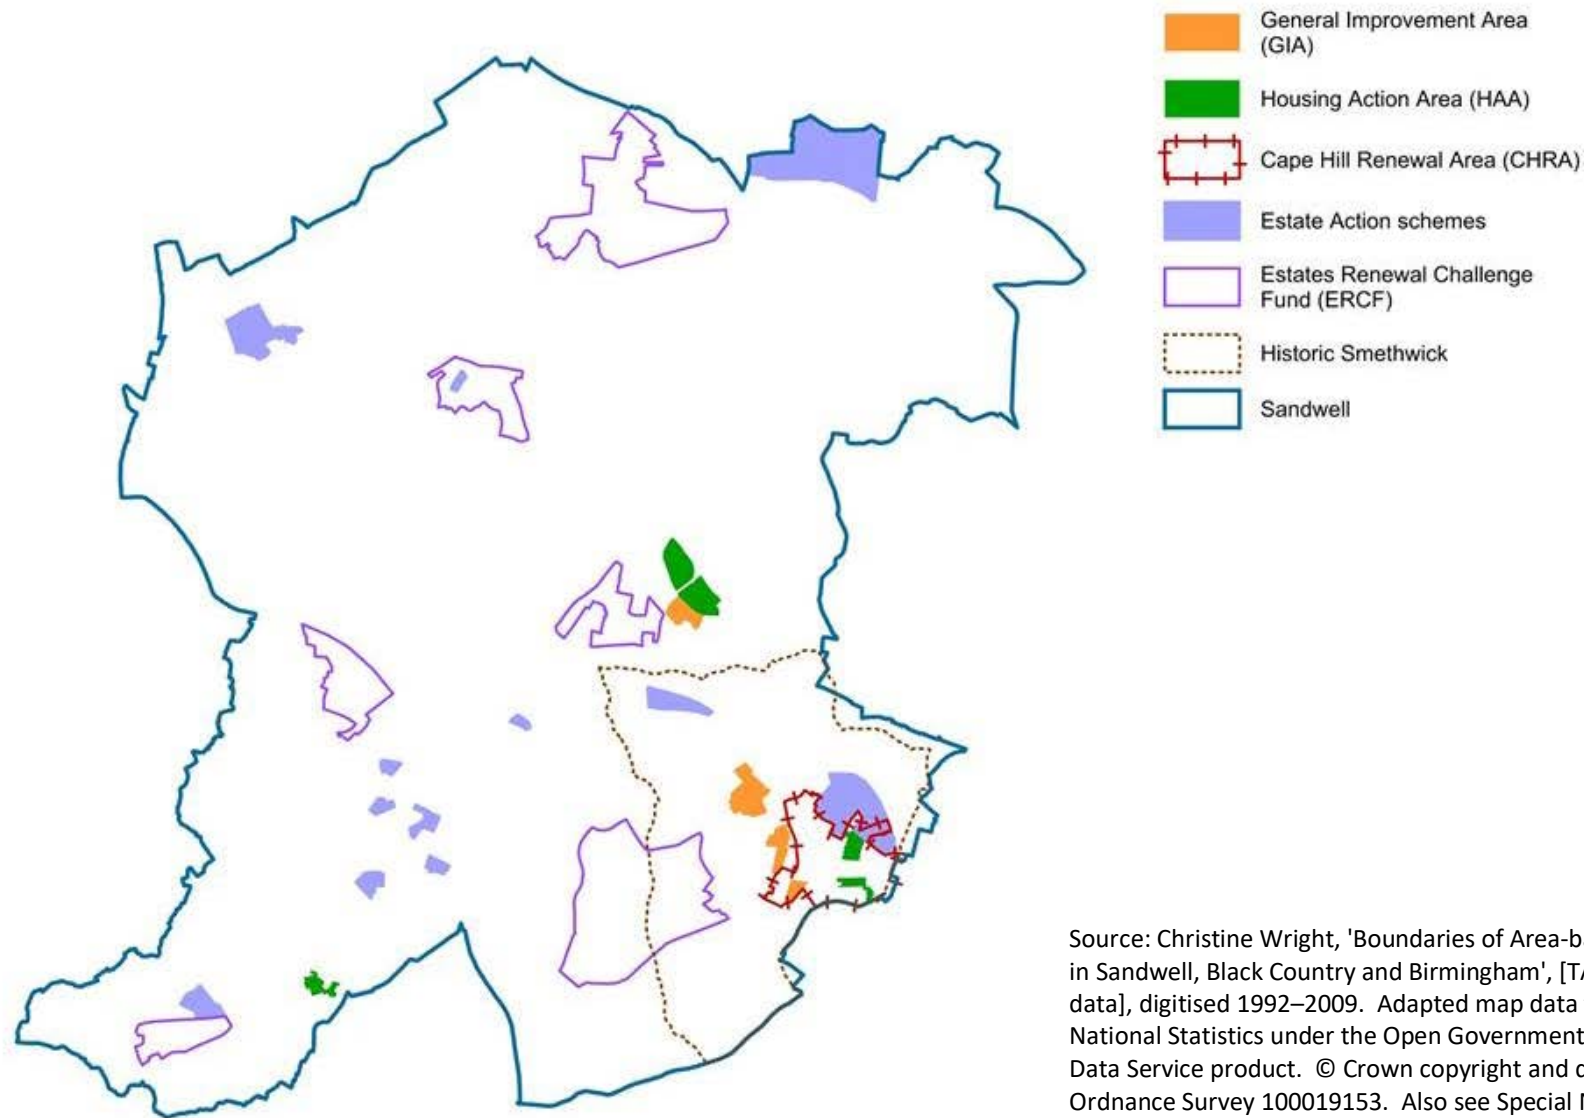 General Improvement Area
(GIA)
Housing Action Area (HAA)
Cape Hill Renewal Area (CHRA)
Estate Action schemes
Estates Renewal Challenge
Fund (ERCF)
Historic Smethwick
Sandwell
Source: Christine Wright, 'Boundaries of Area-ba
in Sandwell, Black Country and Birmingham', [TA
data], digitised 1992–2009.  Adapted map data
National Statistics under the Open Government
Data Service product.  © Crown copyright and d
Ordnance Survey 100019153.  Also see Special N